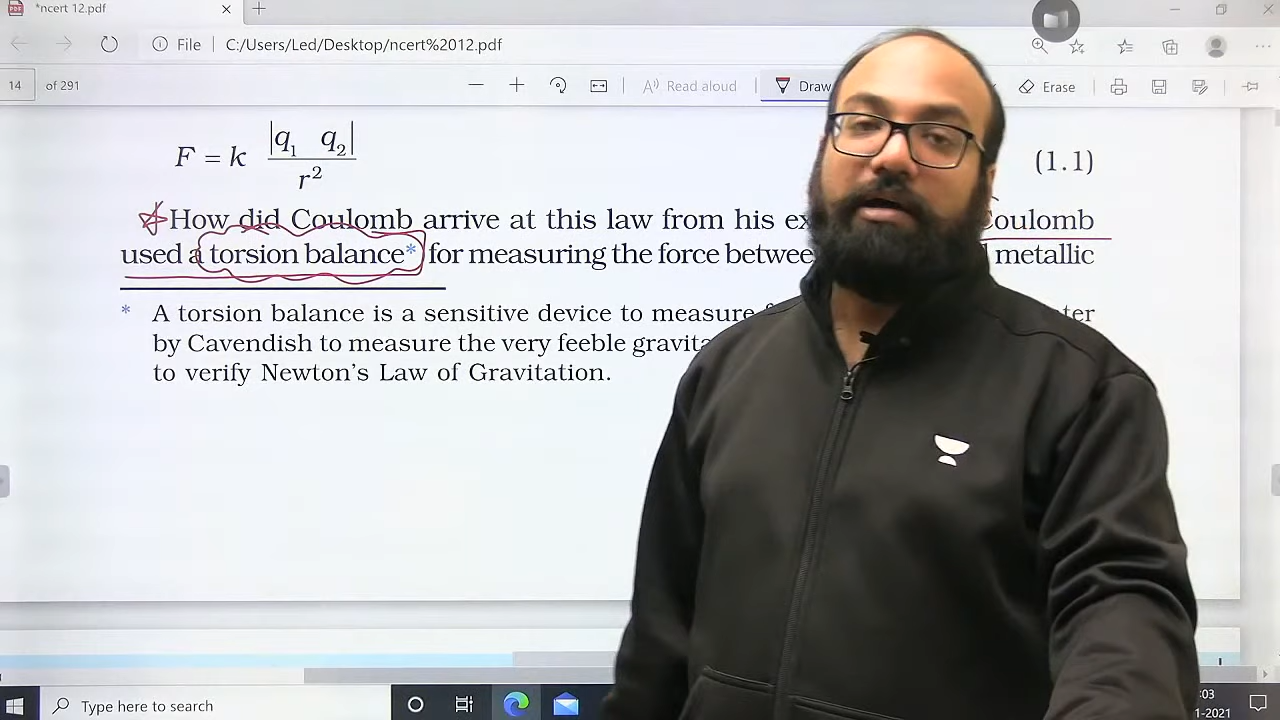 *ncert 12.pdf
File C:/Users/Led/Desktop/ncert%2012.pdf
14 of 291 Read aloud Draw Erase
F = k |q₁ q₂| / r² (1.1)
How did Coulomb arrive at this law from his Coulomb
used a torsion balance* for measuring the force metallic
* A torsion balance is a sensitive device to measure
by Cavendish to measure the very feeble
to verify Newton's Law of Gravitation.
Type here to search